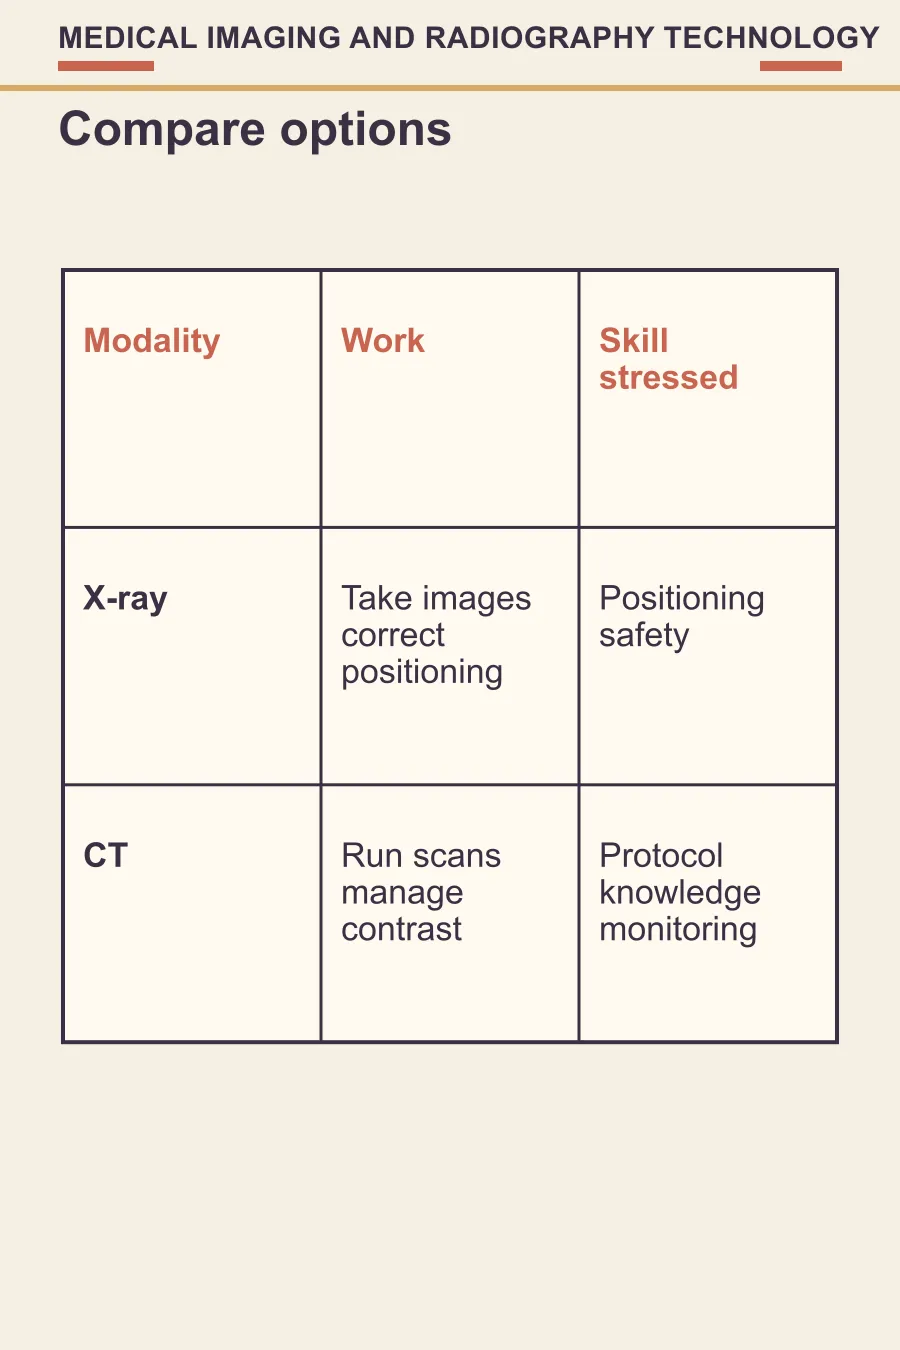 MEDICAL IMAGING AND RADIOGRAPHY TECHNOLOGY
Compare options
Modality
Work
Skill
stressed
X-ray
Take images
correct
positioning
Positioning
safety
CT
Run scans
manage
contrast
Protocol
knowledge
monitoring